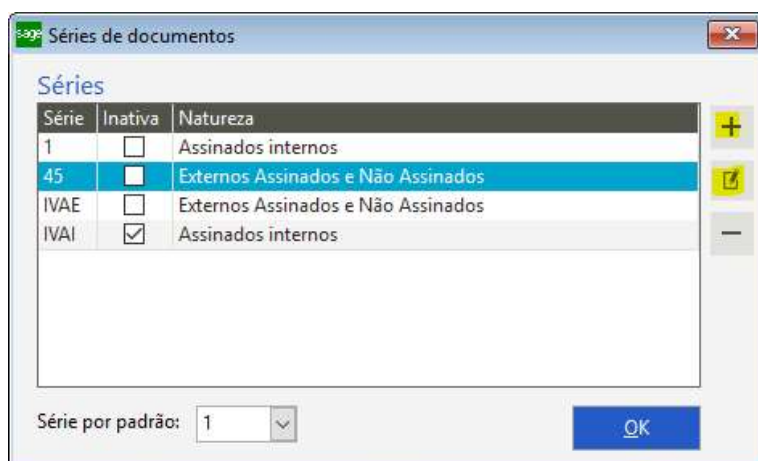 sage Séries de documentos
Séries
Série Inativa Natureza
1 Assinados internos
45 Externos Assinados e Não Assinados
IVAE Externos Assinados e Não Assinados
IVAI Assinados internos
Série por padrão: 1
OK